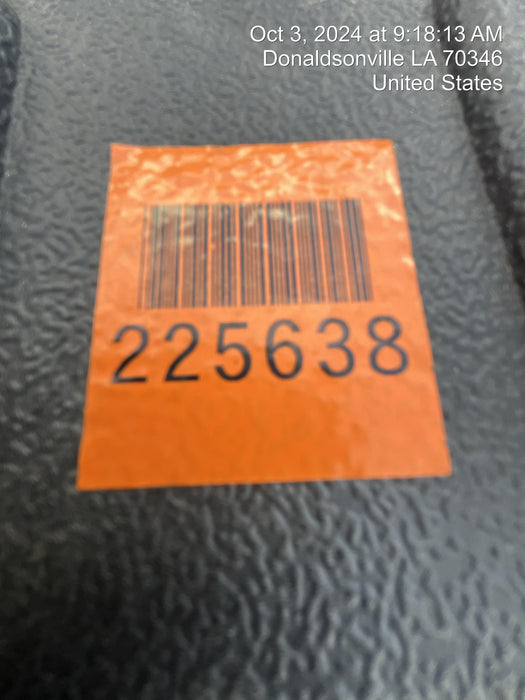 Oct 3, 2024 at 9:18:13 AM
Donaldsonville LA 70346
United States
225638